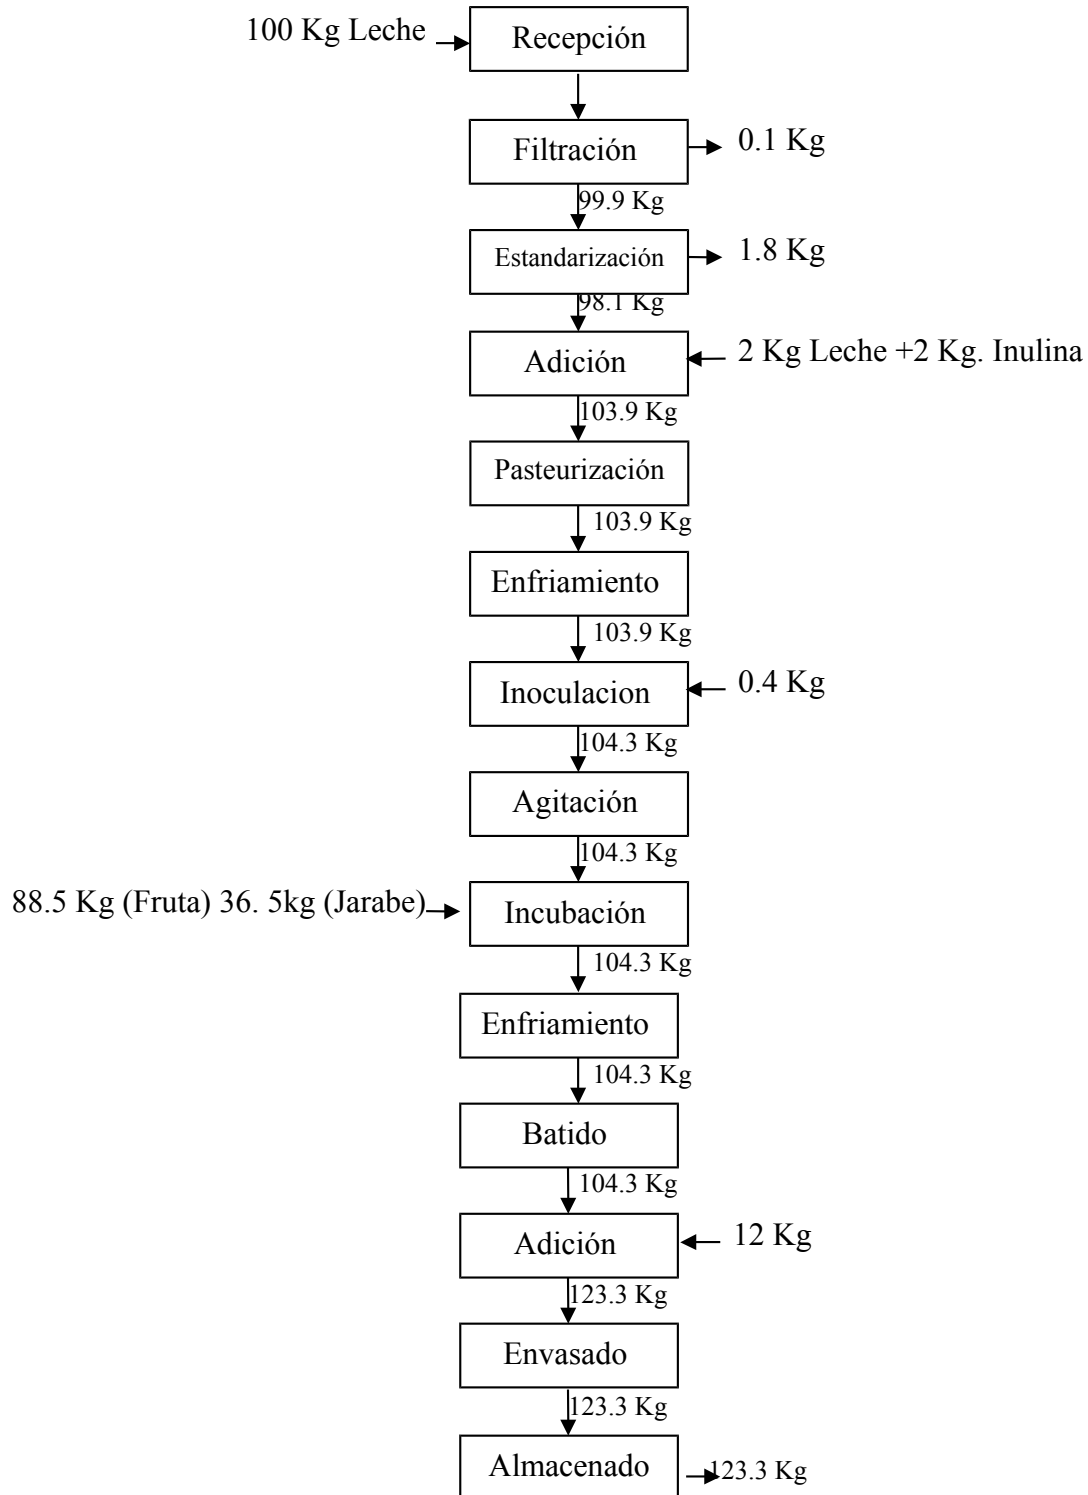 100 Kg Leche
Recepción
Filtración
0.1 Kg
99.9 Kg
Estandarización
1.8 Kg
98.1 Kg
Adición
2 Kg Leche +2 Kg. Inulina
103.9 Kg
Pasteurización
103.9 Kg
Enfriamiento
103.9 Kg
Inoculacion
0.4 Kg
104.3 Kg
Agitación
104.3 Kg
88.5 Kg (Fruta) 36. 5kg (Jarabe)
Incubación
104.3 Kg
Enfriamiento
104.3 Kg
Batido
104.3 Kg
Adición
12 Kg
123.3 Kg
Envasado
123.3 Kg
Almacenado
123.3 Kg